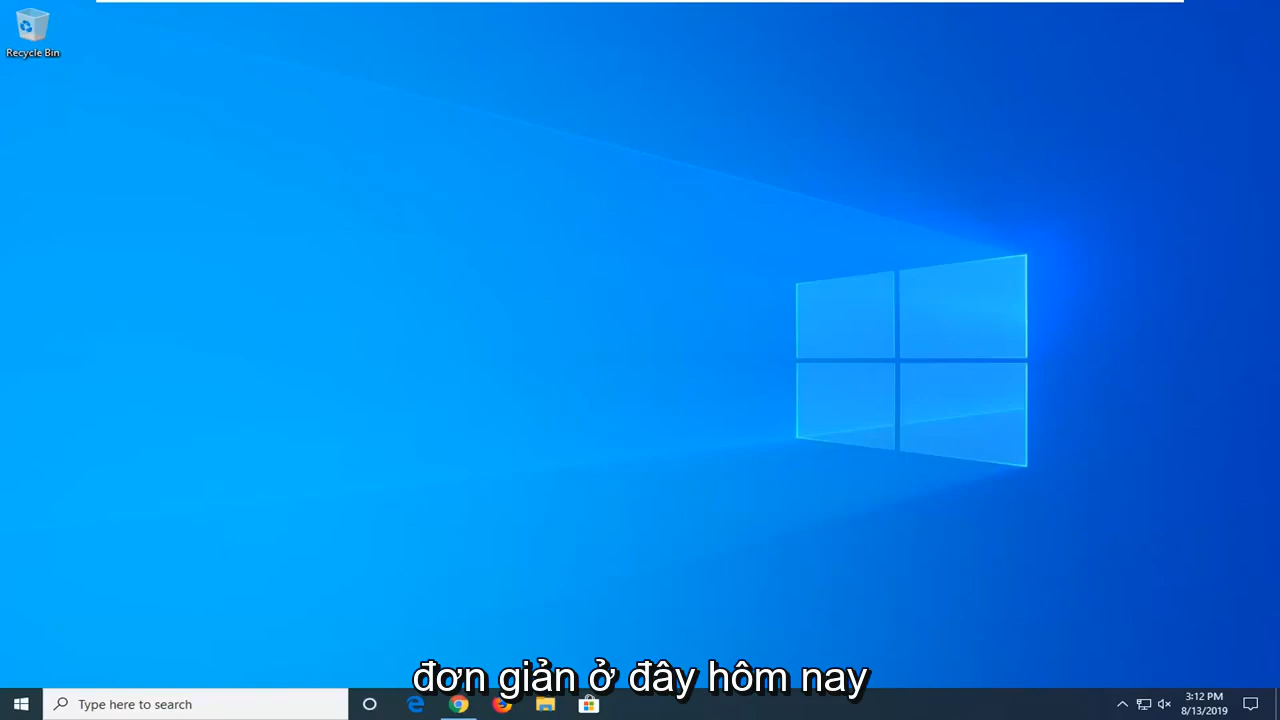 Recycle Bin
đơn giản ở đây hôm nay
Type here to search
3:12 PM
8/13/2019